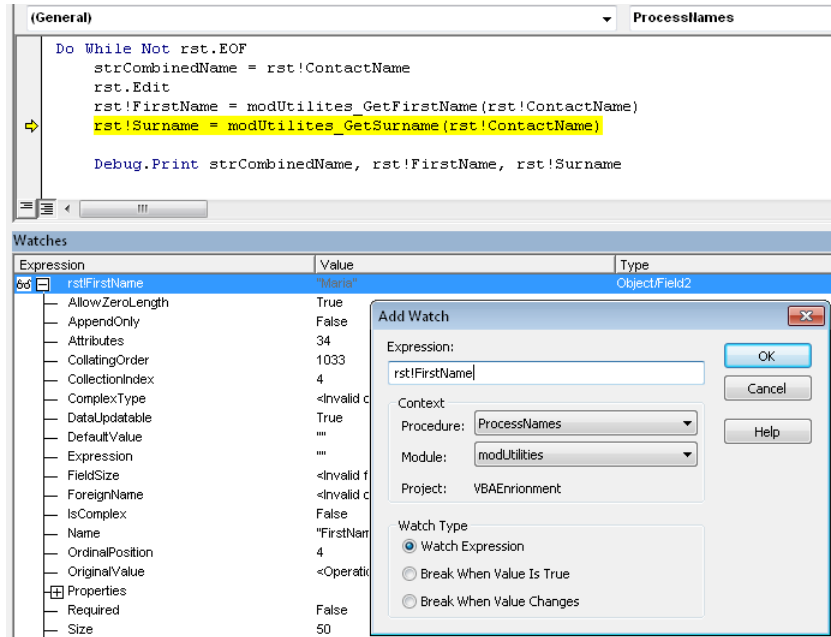 (General)
ProcessNames
Do While Not rst.EOF
strCombinedName = rst!ContactName
rst.Edit
rst!FirstName = modUtilites_GetFirstName(rst!ContactName)
rst!Surname = modUtilites_GetSurname(rst!ContactName)
Debug.Print strCombinedName, rst!FirstName, rst!Surname
Watches
Expression Value Type
rst!FirstName "Maria" Object/Field2
AllowZeroLength True
AppendOnly False
Attributes 34
CollatingOrder 1033
CollectionIndex 4
ComplexType <Invalid o
DataUpdatable True
DefaultValue ""
Expression ""
FieldSize <Invalid f
ForeignName <Invalid o
IsComplex False
Name "FirstNam
OrdinalPosition 4
OriginalValue <Operatio
Properties
Required False
Size 50
Add Watch
Expression:
rst!FirstName
OK
Cancel
Help
Context
Procedure: ProcessNames
Module: modUtilities
Project: VBAEnrionment
Watch Type
Watch Expression
Break When Value Is True
Break When Value Changes